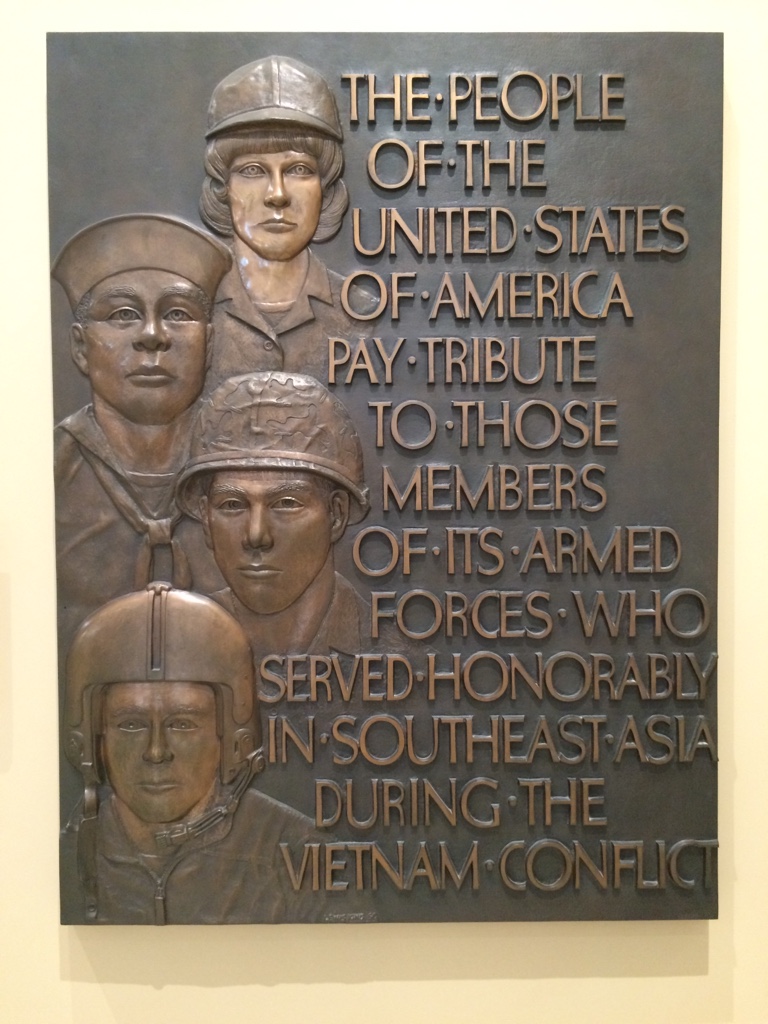 THE·PEOPLE
OF·THE
UNITED·STATES
OF·AMERICA
PAY·TRIBUTE
TO·THOSE
MEMBERS
OF·ITS·ARMED
FORCES·WHO
SERVED·HONORABLY
IN·SOUTHEAST·ASIA
DURING·THE
VIETNAM·CONFLICT